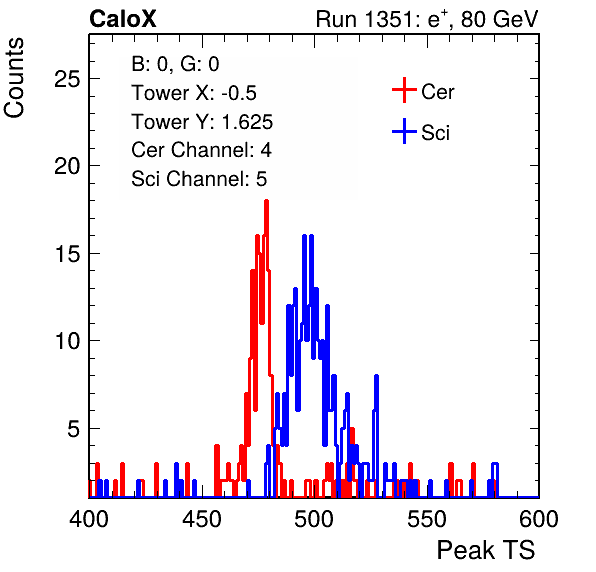 CaloX Run 1351: e⁺, 80 GeV
Counts
B: 0, G: 0
Tower X: -0.5
Tower Y: 1.625
Cer Channel: 4
Sci Channel: 5
Cer
Sci
25
20
15
10
5
400 450 500 550 600
Peak TS